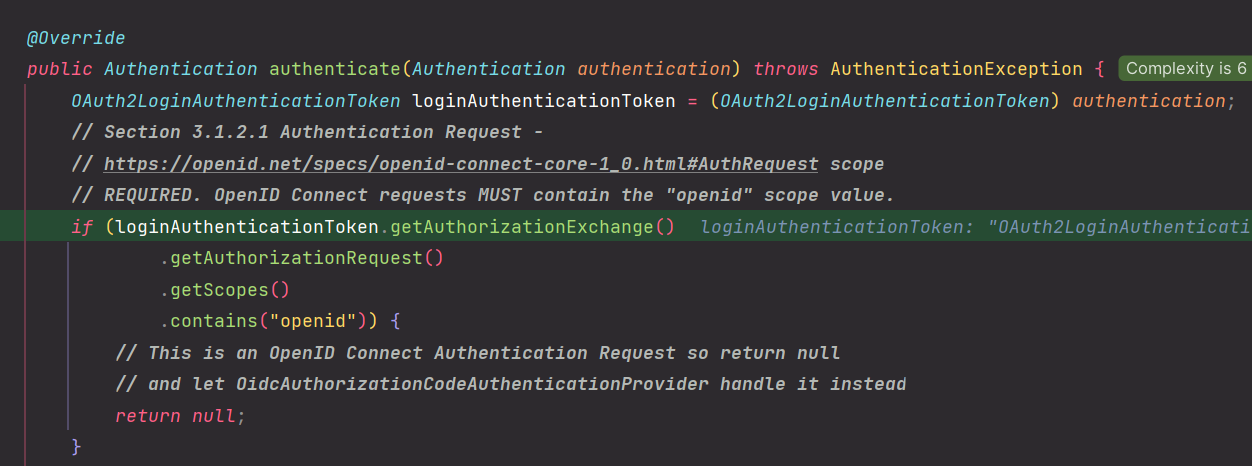 @Override
public Authentication authenticate(Authentication authentication) throws AuthenticationException { Complexity is 6
OAuth2LoginAuthenticationToken loginAuthenticationToken = (OAuth2LoginAuthenticationToken) authentication;
// Section 3.1.2.1 Authentication Request -
// https://openid.net/specs/openid-connect-core-1_0.html#AuthRequest scope
// REQUIRED. OpenID Connect requests MUST contain the "openid" scope value.
if (loginAuthenticationToken.getAuthorizationExchange() loginAuthenticationToken: "OAuth2LoginAuthenticati
.getAuthorizationRequest()
.getScopes()
.contains("openid")) {
// This is an OpenID Connect Authentication Request so return null
// and let OidcAuthorizationCodeAuthenticationProvider handle it instead
return null;
}